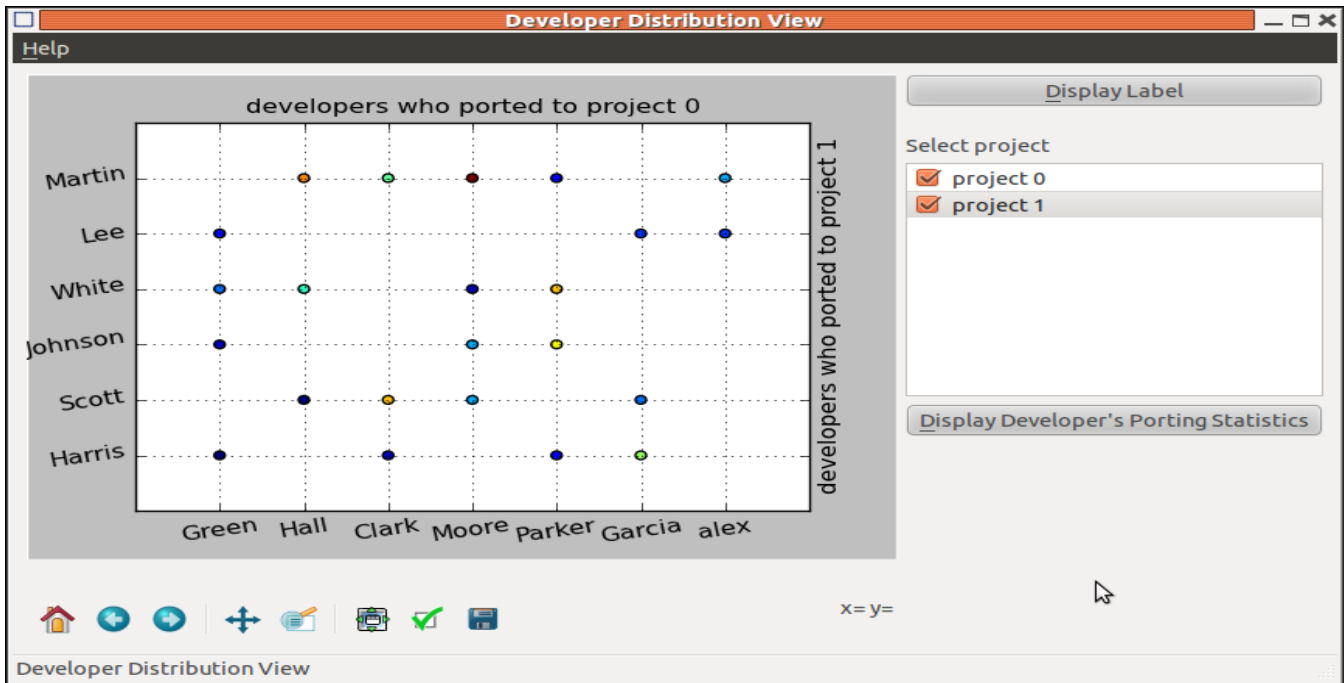 Developer Distribution View
Help
developers who ported to project 0
developers who ported to project 1
Martin
Lee
White
Johnson
Scott
Harris
Green Hall Clark Moore Parker Garcia alex
Display Label
Select project
project 0
project 1
Display Developer's Porting Statistics
x= y=
Developer Distribution View